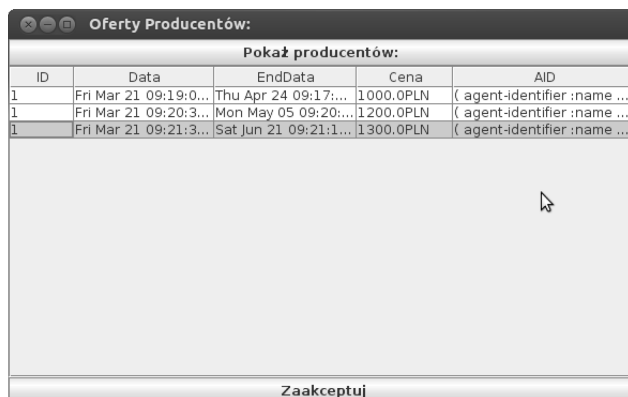 Oferty Producentów:
Pokaż producentów:
ID Data EndData Cena AID
1 Fri Mar 21 09:19:0... Thu Apr 24 09:17:... 1000.0PLN ( agent-identifier :name ...
1 Fri Mar 21 09:20:3... Mon May 05 09:20:... 1200.0PLN ( agent-identifier :name ...
1 Fri Mar 21 09:21:3... Sat Jun 21 09:21:1... 1300.0PLN ( agent-identifier :name ...
Zaakceptuj